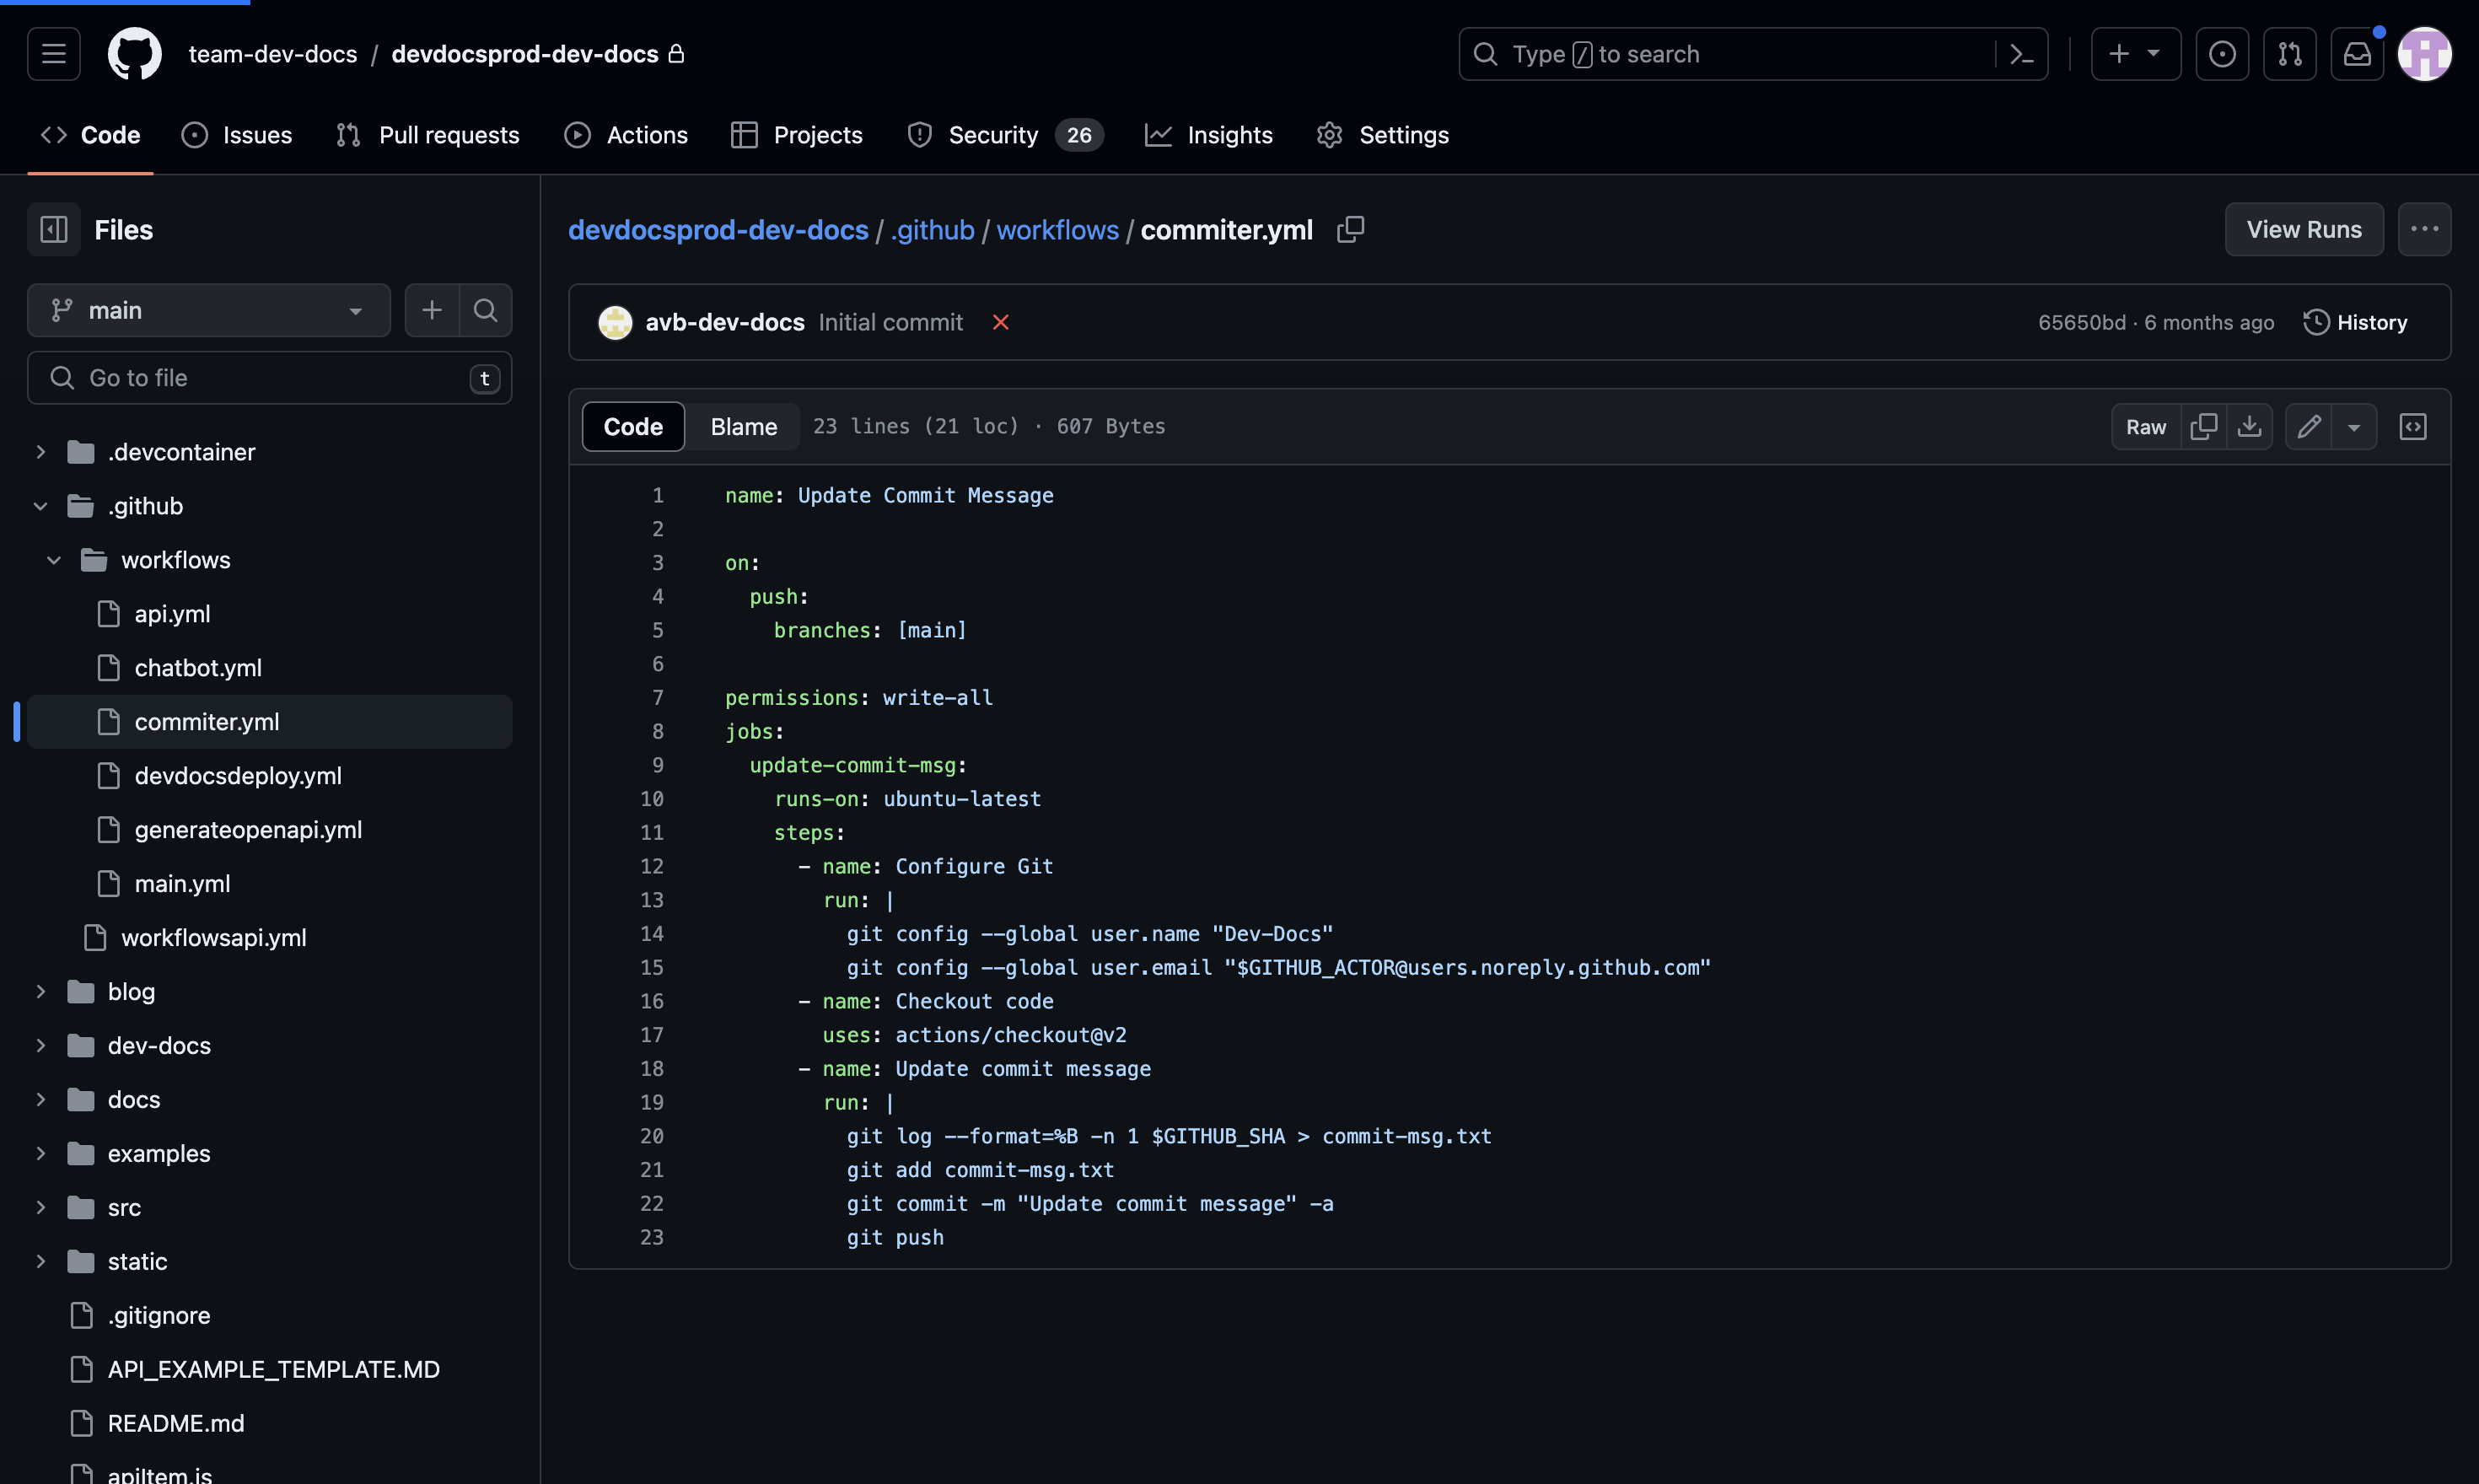 team-dev-docs / devdocsprod-dev-docs
Type / to search
Code
Issues
Pull requests
Actions
Projects
Security 26
Insights
Settings
Files
main
Go to file t
.devcontainer
.github
workflows
api.yml
chatbot.yml
commiter.yml
devdocsdeploy.yml
generateopenapi.yml
main.yml
workflowsapi.yml
blog
dev-docs
docs
examples
src
static
.gitignore
API_EXAMPLE_TEMPLATE.MD
README.md
apiItem.js
devdocsprod-dev-docs / .github / workflows / commiter.yml
View Runs
avb-dev-docs Initial commit
65650bd · 6 months ago
History
Code Blame 23 lines (21 loc) · 607 Bytes
Raw
1 name: Update Commit Message
2
3 on:
4   push:
5     branches: [main]
6
7 permissions: write-all
8 jobs:
9   update-commit-msg:
10     runs-on: ubuntu-latest
11     steps:
12       - name: Configure Git
13         run: |
14           git config --global user.name "Dev-Docs"
15           git config --global user.email "$GITHUB_ACTOR@users.noreply.github.com"
16       - name: Checkout code
17         uses: actions/checkout@v2
18       - name: Update commit message
19         run: |
20           git log --format=%B -n 1 $GITHUB_SHA > commit-msg.txt
21           git add commit-msg.txt
22           git commit -m "Update commit message" -a
23           git push